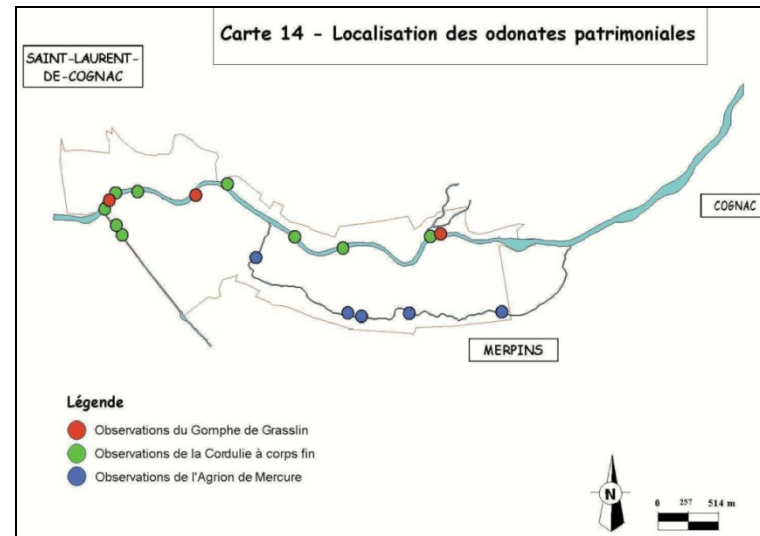 Carte 14 - Localisation des odonates patrimoniales
SAINT-LAURENT-
DE-COGNAC
COGNAC
MERPINS
Légende
Observations du Gomphe de Grasslin
Observations de la Cordulie à corps fin
Observations de l'Agrion de Mercure
N
0 257 514 m